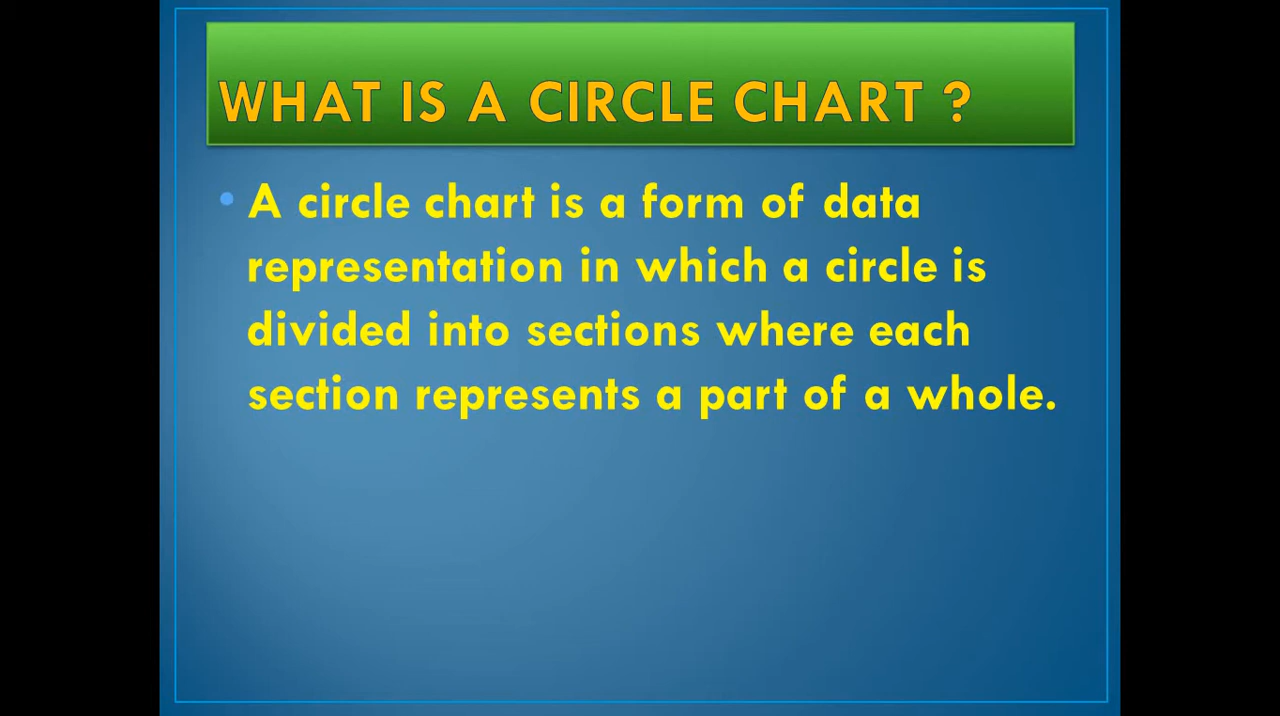 WHAT IS A CIRCLE CHART ?
• A circle chart is a form of data
representation in which a circle is
divided into sections where each
section represents a part of a whole.